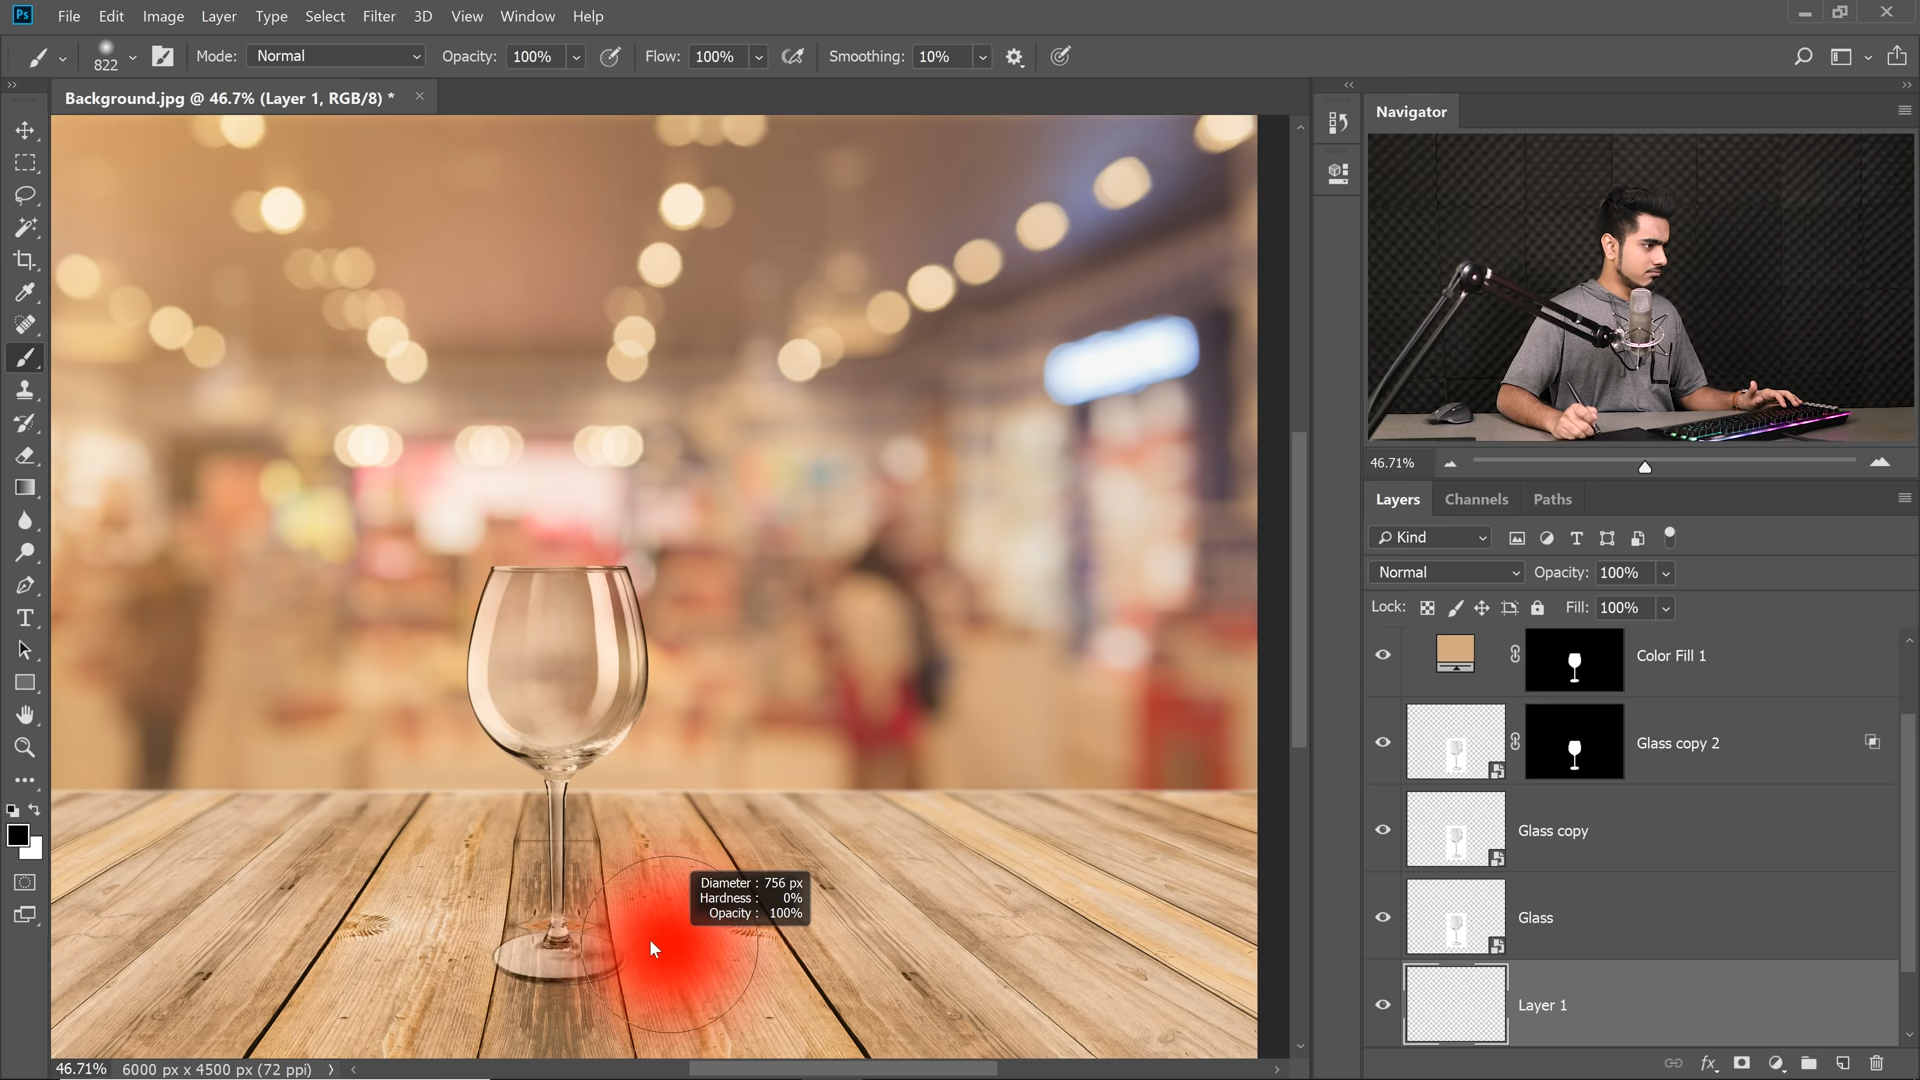 Ps File Edit Image Layer Type Select Filter 3D View Window Help
822 Mode: Normal Opacity: 100% Flow: 100% Smoothing: 10%
Background.jpg @ 46.7% (Layer 1, RGB/8) *
Navigator
46.71%
Layers Channels Paths
Kind
Normal Opacity: 100%
Lock: Fill: 100%
Color Fill 1
Glass copy 2
Glass copy
Glass
Layer 1
fx
Diameter : 756 px
Hardness : 0%
Opacity : 100%
46.71% 6000 px x 4500 px (72 ppi)